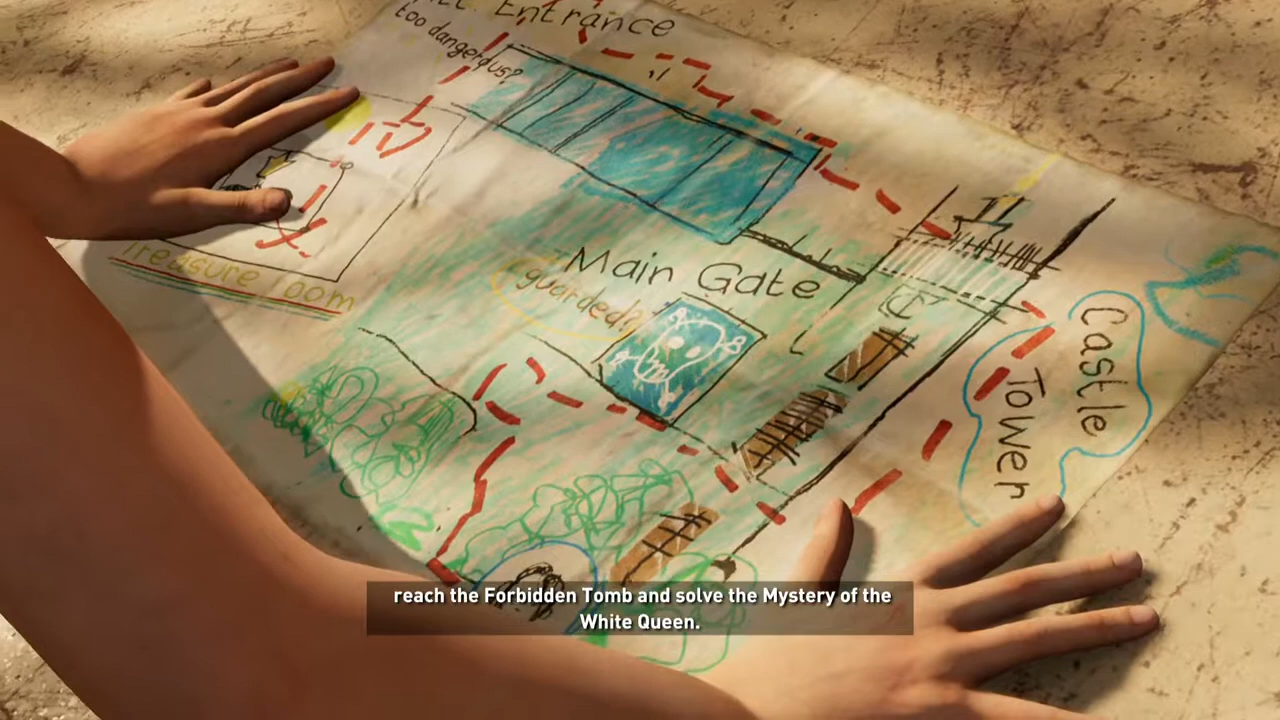 Entrance
too dangerous?
Main Gate
guarded?
Treasure room
Castle
Tower
reach the Forbidden Tomb and solve the Mystery of the
White Queen.